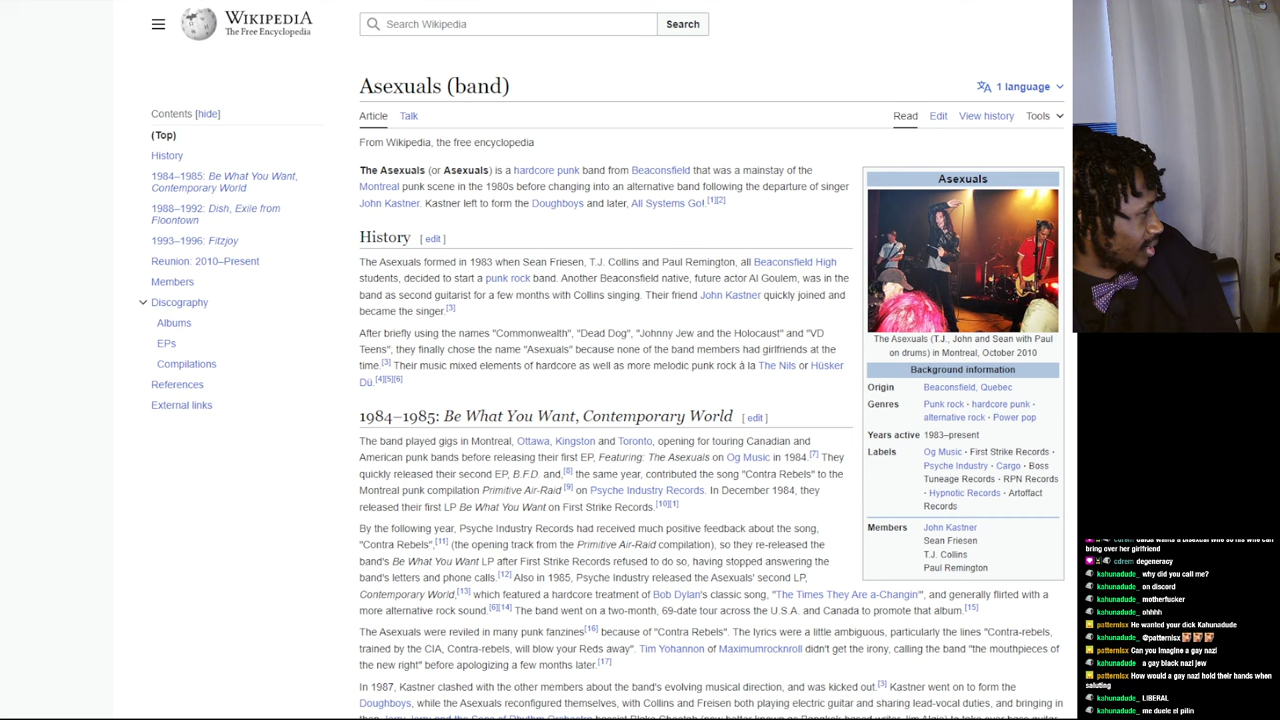 WIKIPEDIA
The Free Encyclopedia
Search Wikipedia
Search
Contents [hide]
(Top)
History
1984–1985: Be What You Want,
Contemporary World
1988–1992: Dish, Exile from
Floontown
1993–1996: Fitzjoy
Reunion: 2010–Present
Members
Discography
Albums
EPs
Compilations
References
External links
Asexuals (band)
1 language
Article
Talk
Read
Edit
View history
Tools
From Wikipedia, the free encyclopedia
The Asexuals (or Asexuals) is a hardcore punk band from Beaconsfield that was a mainstay of the
Montreal punk scene in the 1980s before changing into an alternative band following the departure of singer
John Kastner. Kastner left to form the Doughboys and later, All Systems Go!.[1][2]
History [ edit ]
The Asexuals formed in 1983 when Sean Friesen, T.J. Collins and Paul Remington, all Beaconsfield High
students, decided to start a punk rock band. Another Beaconsfield native, future actor Al Goulem, was in the
band as second guitarist for a few months with Collins singing. Their friend John Kastner quickly joined and
became the singer.[3]
After briefly using the names "Commonwealth", "Dead Dog", "Johnny Jew and the Holocaust" and "VD
Teens", they finally chose the name "Asexuals" because none of the band members had girlfriends at the
time.[3] Their music mixed elements of hardcore as well as more melodic punk rock à la The Nils or Hüsker
Dü.[4][5][6]
1984–1985: Be What You Want, Contemporary World [ edit ]
The band played gigs in Montreal, Ottawa, Kingston and Toronto, opening for touring Canadian and
American punk bands before releasing their first EP, Featuring: The Asexuals on Og Music in 1984.[7] They
quickly released their second EP, B.F.D. and,[8] the same year, contributed the song "Contra Rebels" to the
Montreal punk compilation Primitive Air-Raid [9] on Psyche Industry Records. In December 1984, they
released their first LP Be What You Want on First Strike Records.[10][1]
By the following year, Psyche Industry Records had received much positive feedback about the song,
"Contra Rebels",[11] (the opening track from the Primitive Air-Raid compilation), so they re-released the
band's Be What You Want LP after First Strike Records refused to do so, having stopped answering the
band's letters and phone calls.[12] Also in 1985, Psyche Industry released the Asexuals' second LP,
Contemporary World,[13] which featured a hardcore treatment of Bob Dylan's classic song, "The Times They Are a-Changin'", and generally flirted with a
more alternative rock sound.[6][14] The band went on a two-month, 69-date tour across the U.S.A. and Canada to promote that album.[15]
The Asexuals were reviled in many punk fanzines[16] because of "Contra Rebels". The lyrics were a little ambiguous, particularly the lines "Contra-rebels,
trained by the CIA, Contra-rebels, will blow your Reds away". Tim Yohannon of Maximumrocknroll didn't get the irony, calling the band "the mouthpieces of
the new right" before apologizing a few months later.[17]
In 1987, Kastner clashed with the other members about the band's evolving musical direction, and was kicked out.[3] Kastner went on to form the
Doughboys, while the Asexuals reconfigured themselves, with Collins and Freisen both playing electric guitar and sharing lead-vocal duties, and bringing in
Asexuals
The Asexuals (T.J., John and Sean with Paul
on drums) in Montreal, October 2010
Background information
Origin Beaconsfield, Quebec
Genres Punk rock · hardcore punk ·
alternative rock · Power pop
Years active 1983–present
Labels Og Music · First Strike Records ·
Psyche Industry · Cargo · Boss
Tuneage Records · RPN Records
· Hypnotic Records · Artoffact
Records
Members John Kastner
Sean Friesen
T.J. Collins
Paul Remington
bring over her girlfriend
cdrem degeneracy
kahunadude_ why did you call me?
kahunadude_ on discord
kahunadude_ motherfucker
kahunadude_ ohhhh
patternlsx He wanted your dick Kahunadude
kahunadude_ @patternlsx
patternlsx Can you imagine a gay nazi
kahunadude_ a gay black nazi jew
patternlsx How would a gay nazi hold their hands when
saluting
kahunadude_ LIBERAL
kahunadude_ me duele el pilin